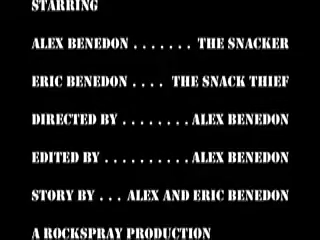 STARRING
ALEX BENEDON . . . . . . . THE SNACKER
ERIC BENEDON . . . . THE SNACK THIEF
DIRECTED BY . . . . . . . . ALEX BENEDON
EDITED BY . . . . . . . . . . ALEX BENEDON
STORY BY . . . ALEX AND ERIC BENEDON
A ROCKSPRAY PRODUCTION